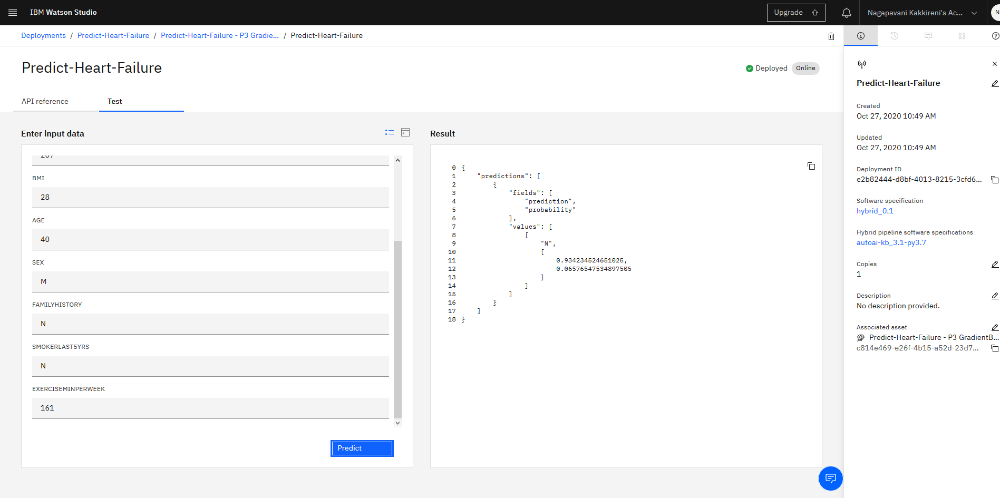 IBM Watson Studio
Upgrade
Nagapavani Kakkireni's Ac...
N
Deployments / Predict-Heart-Failure / Predict-Heart-Failure - P3 Gradie... / Predict-Heart-Failure
Predict-Heart-Failure
Deployed Online
API reference Test
Enter input data
BMI
28
AGE
40
SEX
M
FAMILYHISTORY
N
SMOKERLAST5YRS
N
EXERCISEMINPERWEEK
161
Predict
Result
0 {
1 "predictions": [
2 {
3 "fields": [
4 "prediction",
5 "probability"
6 ],
7 "values": [
8 [
9 "N",
10 [
11 0.934234524651025,
12 0.06576547534897505
13 ]
14 ]
15 ]
16 }
17 ]
18 }
Predict-Heart-Failure
Created
Oct 27, 2020 10:49 AM
Updated
Oct 27, 2020 10:49 AM
Deployment ID
e2b82444-d8bf-4013-8215-3cfd6...
Software specification
hybrid_0.1
Hybrid pipeline software specifications
autoai-kb_3.1-py3.7
Copies
1
Description
No description provided.
Associated asset
Predict-Heart-Failure - P3 GradientB...
c814e469-e26f-4b15-a52d-23d7...